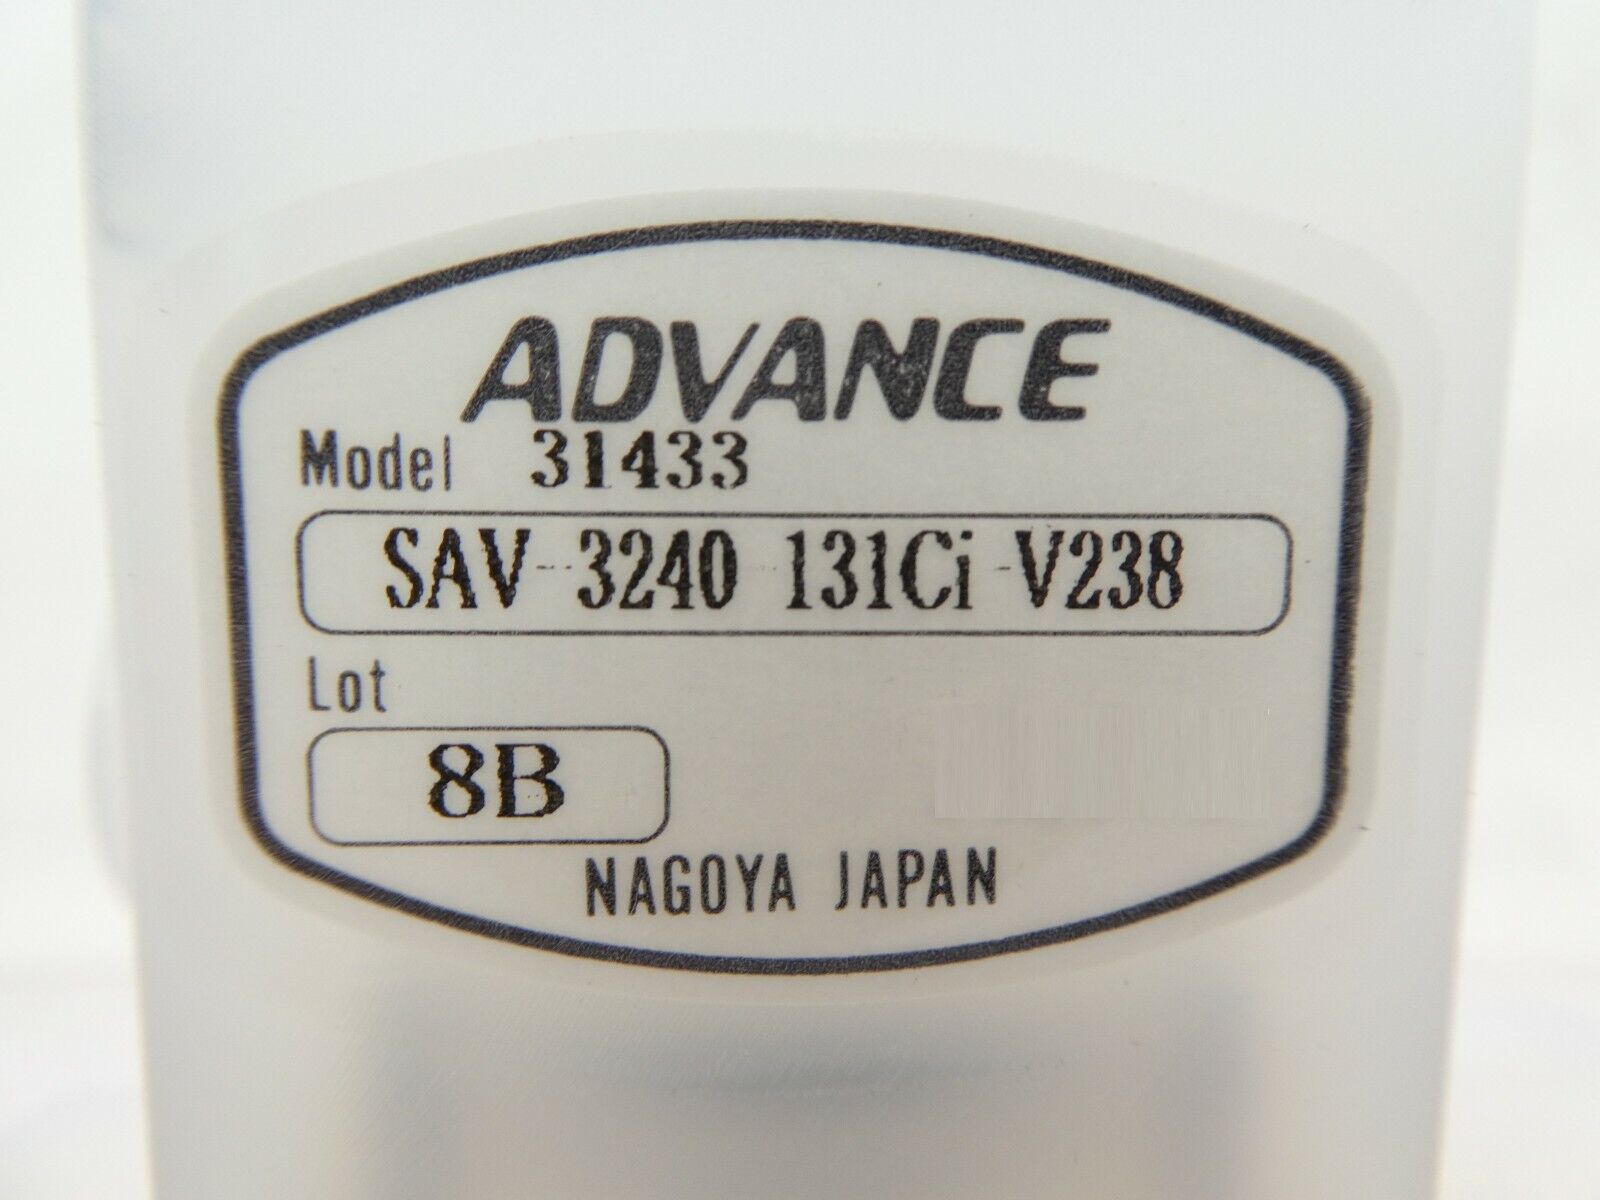 ADVANCE
Model 31433
SAV-3240 131Ci-V238
Lot
8B
NAGOYA JAPAN